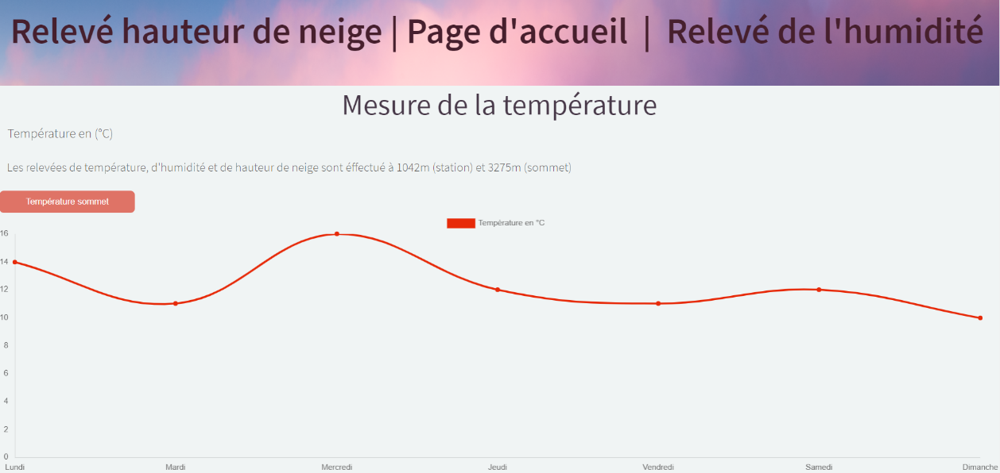 Relevé hauteur de neige | Page d'accueil | Relevé de l'humidité
Mesure de la température
Température en (°C)
Les relevées de température, d'humidité et de hauteur de neige sont éffectué à 1042m (station) et 3275m (sommet)
Température sommet
Température en °C
16
14
12
10
8
6
4
2
0
Lundi Mardi Mercredi Jeudi Vendredi Samedi Dimanche